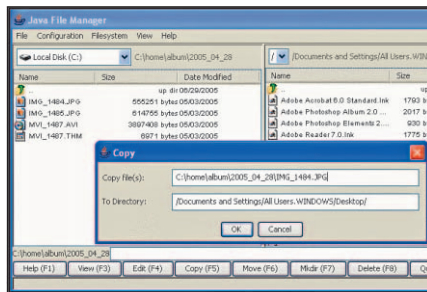 Java File Manager
File Configuration Filesystem View Help
Local Disk (C:) C:\home\album\2005_04_28 / /Documents and Settings/All Users.WINDOWS/Desktop
Name Size Date Modified Name Size
.. up dir 06/29/2005 ..
IMG_1484.JPG 555251 bytes 05/03/2005 Adobe Acrobat 6.0 Standard.lnk 1793 b
IMG_1485.JPG 614755 bytes 05/03/2005 Adobe Photoshop Album 2.0 ... 2017 b
MVI_1487.AVI 3897408 bytes 05/03/2005 Adobe Photoshop Elements 2.... 930 b
MVI_1487.THM 6971 bytes 05/03/2005 Adobe Reader 7.0.lnk 1775 b
Copy
Copy file(s): C:\home\album\2005_04_28\IMG_1484.JPG
To Directory: /Documents and Settings/All Users.WINDOWS/Desktop/
OK Cancel
C:\home\album\2005_04_28
Help (F1) View (F3) Edit (F4) Copy (F5) Move (F6) Mkdir (F7) Delete (F8) Qu